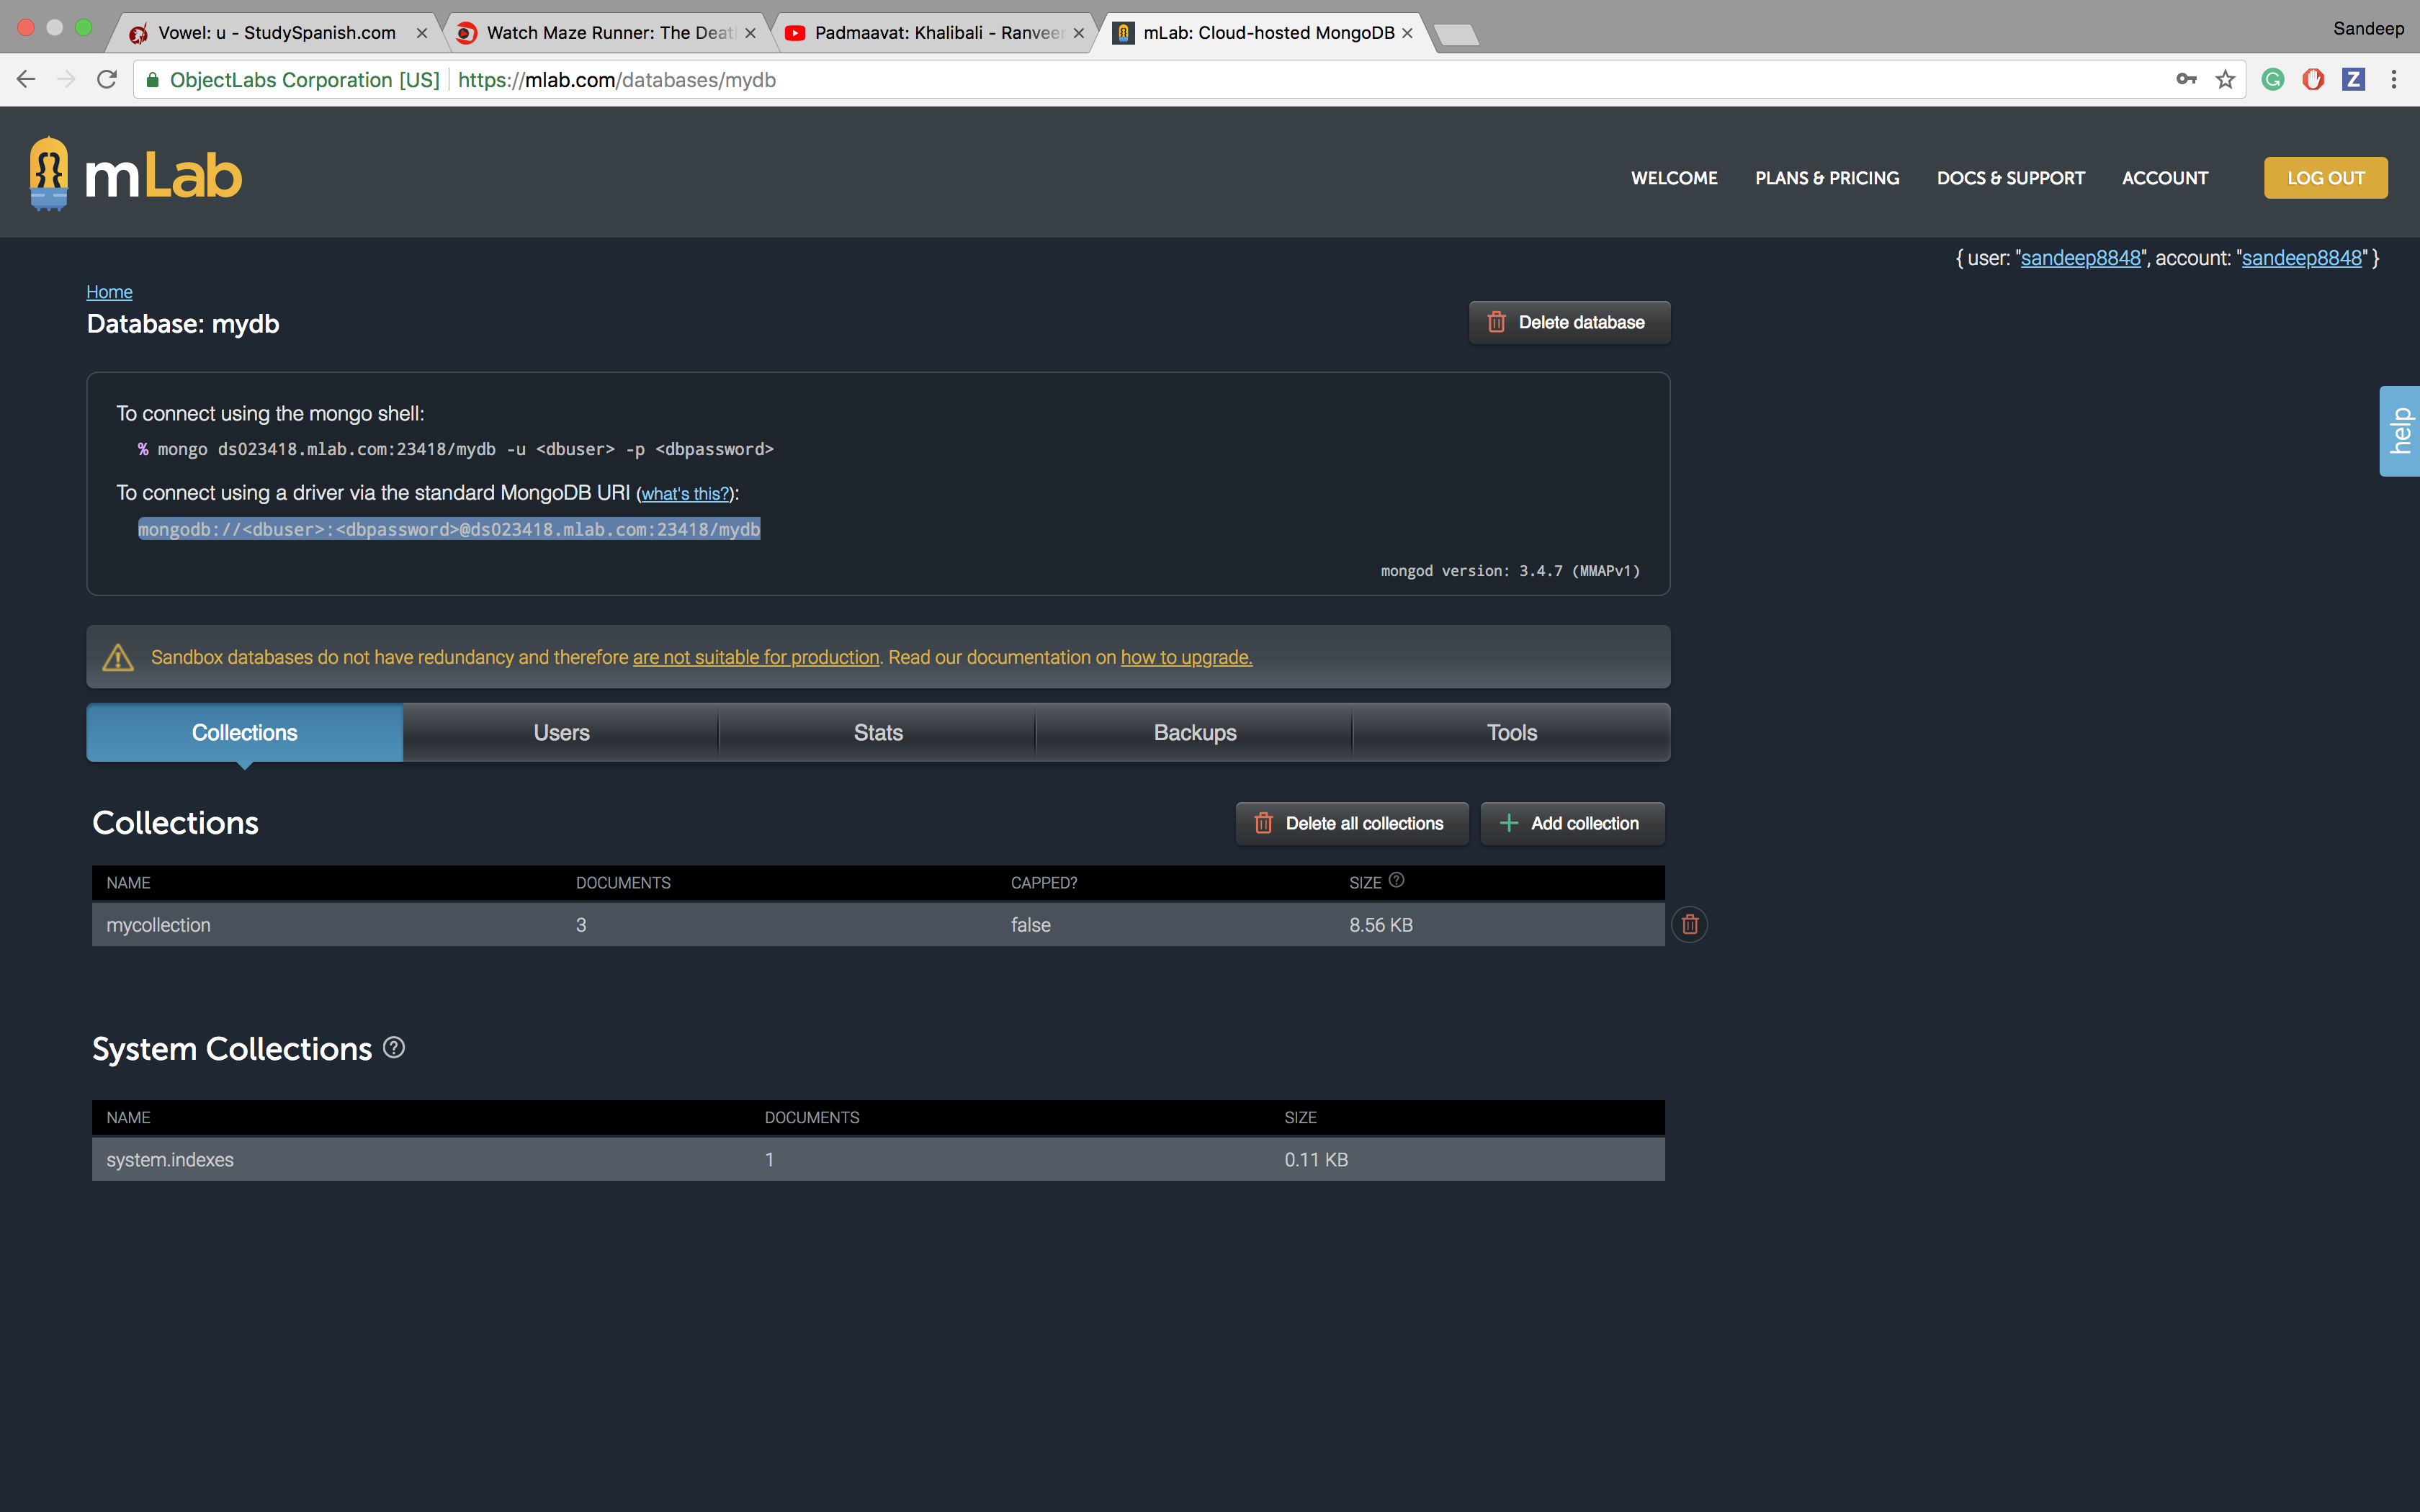 Vowel: u - StudySpanish.com
Watch Maze Runner: The Deat
Padmaavat: Khalibali - Ranveer
mLab: Cloud-hosted MongoDB
Sandeep
ObjectLabs Corporation [US] https://mlab.com/databases/mydb
mLab
WELCOME PLANS & PRICING DOCS & SUPPORT ACCOUNT LOG OUT
{ user: "sandeep8848", account: "sandeep8848" }
Home
Database: mydb
Delete database
To connect using the mongo shell:
% mongo ds023418.mlab.com:23418/mydb -u <dbuser> -p <dbpassword>
To connect using a driver via the standard MongoDB URI (what's this?):
mongodb://<dbuser>:<dbpassword>@ds023418.mlab.com:23418/mydb
mongod version: 3.4.7 (MMAPv1)
help
Sandbox databases do not have redundancy and therefore are not suitable for production. Read our documentation on how to upgrade.
Collections Users Stats Backups Tools
Collections
Delete all collections
Add collection
NAME DOCUMENTS CAPPED? SIZE ?
mycollection 3 false 8.56 KB
System Collections ?
NAME DOCUMENTS SIZE
system.indexes 1 0.11 KB